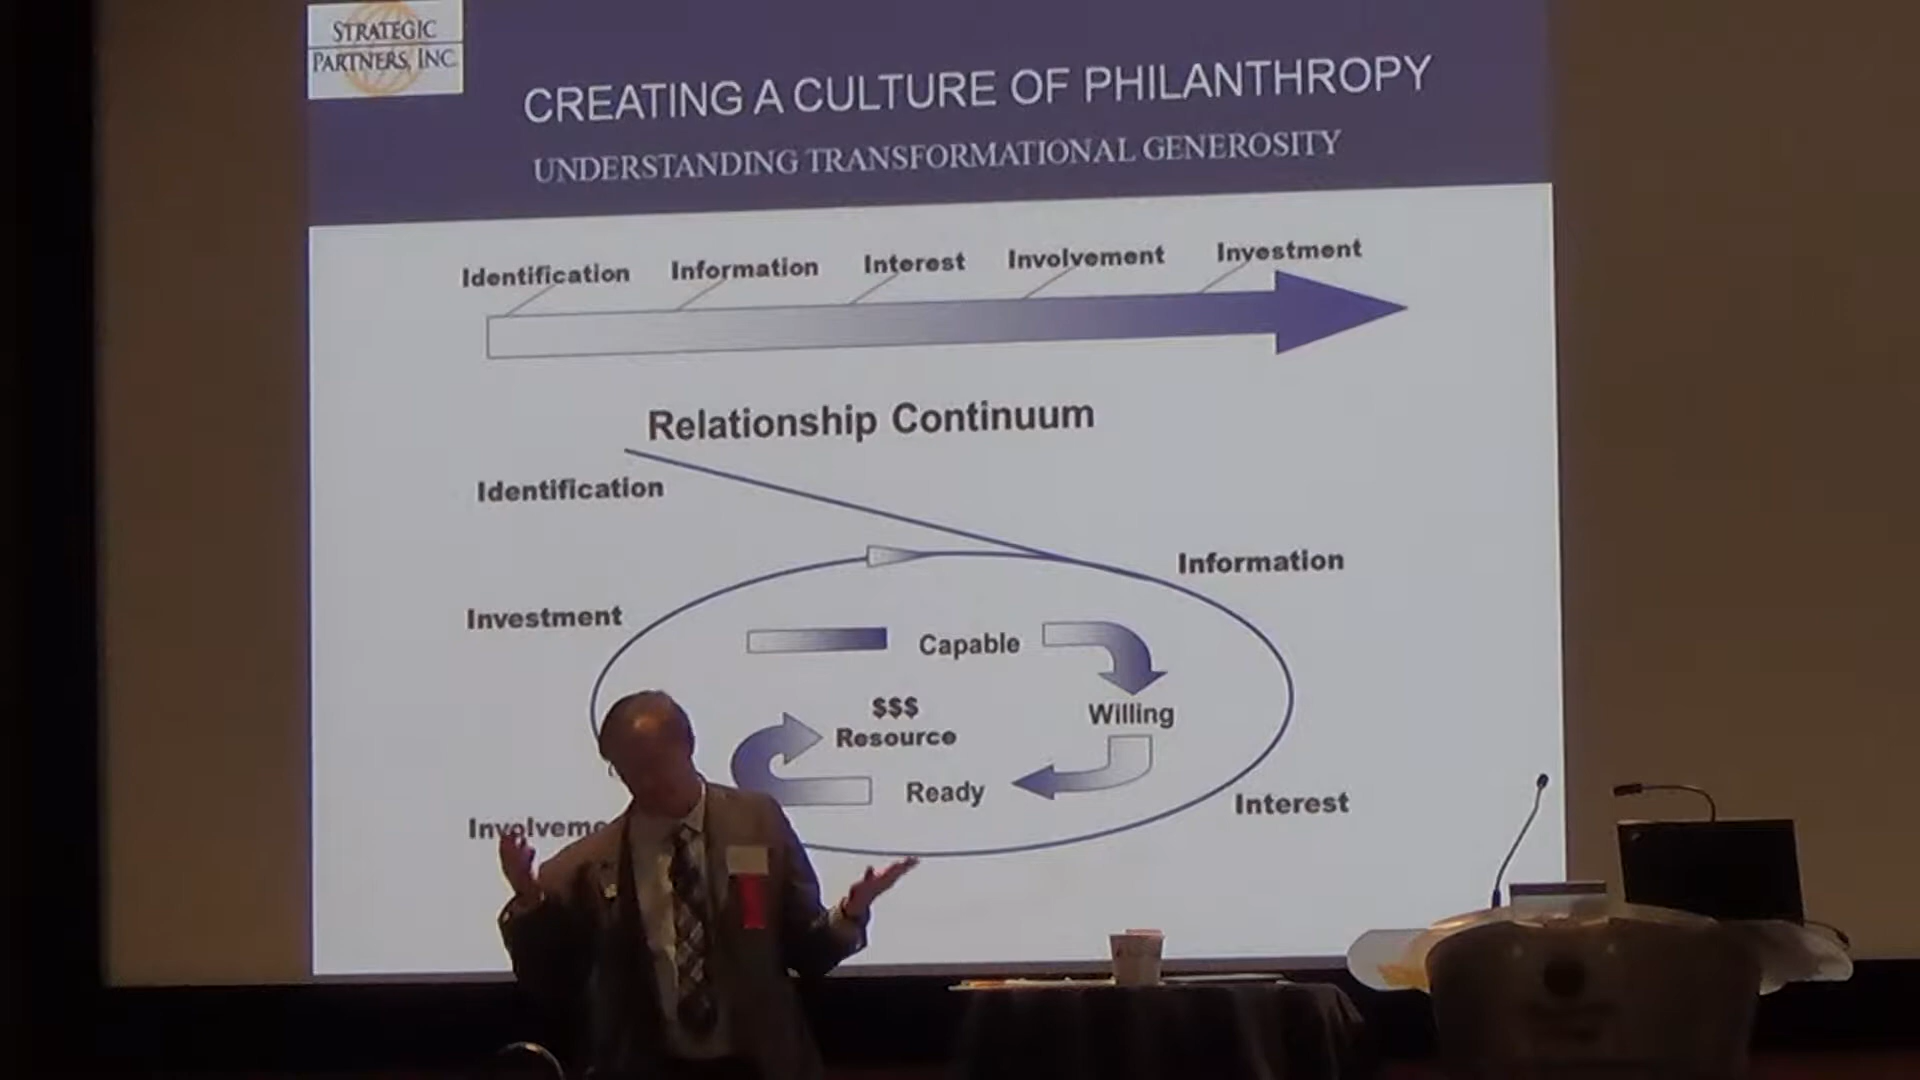 STRATEGIC
PARTNERS, INC.
CREATING A CULTURE OF PHILANTHROPY
UNDERSTANDING TRANSFORMATIONAL GENEROSITY
Identification Information Interest Involvement Investment
Relationship Continuum
Identification
Information
Investment
Capable
$$$
Resource
Willing
Ready
Interest
Involveme